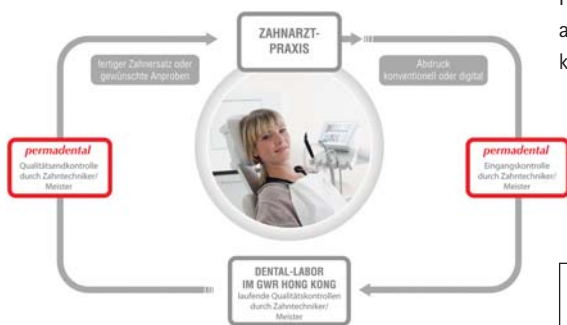 ZAHNARZT-
PRAXIS
fertiger Zahnersatz oder
gewünschte Anproben
Abdruck
konventionell oder digital
permadental
Qualitätsendkontrolle
durch Zahntechniker/
Meister
permadental
Eingangskontrolle
durch Zahntechniker/
Meister
DENTAL-LABOR
IM GWR HONG KONG
laufende Qualitätskontrollen
durch Zahntechniker/
Meister
a
k